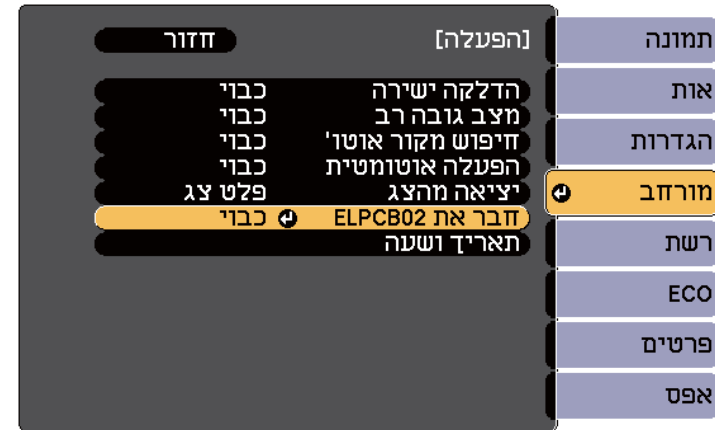 תמונה
אות
הגדרות
מורחב
רשת
ECO
פרטים
אפס
[הפעלה] חזור
הדלקה ישירה כבוי
מצב גובה רב כבוי
חיפוש מקור אוטו' כבוי
הפעלה אוטומטית כבוי
יציאה מהצג פלט צג
חבר את ELPCB02 כבוי
תאריך ושעה